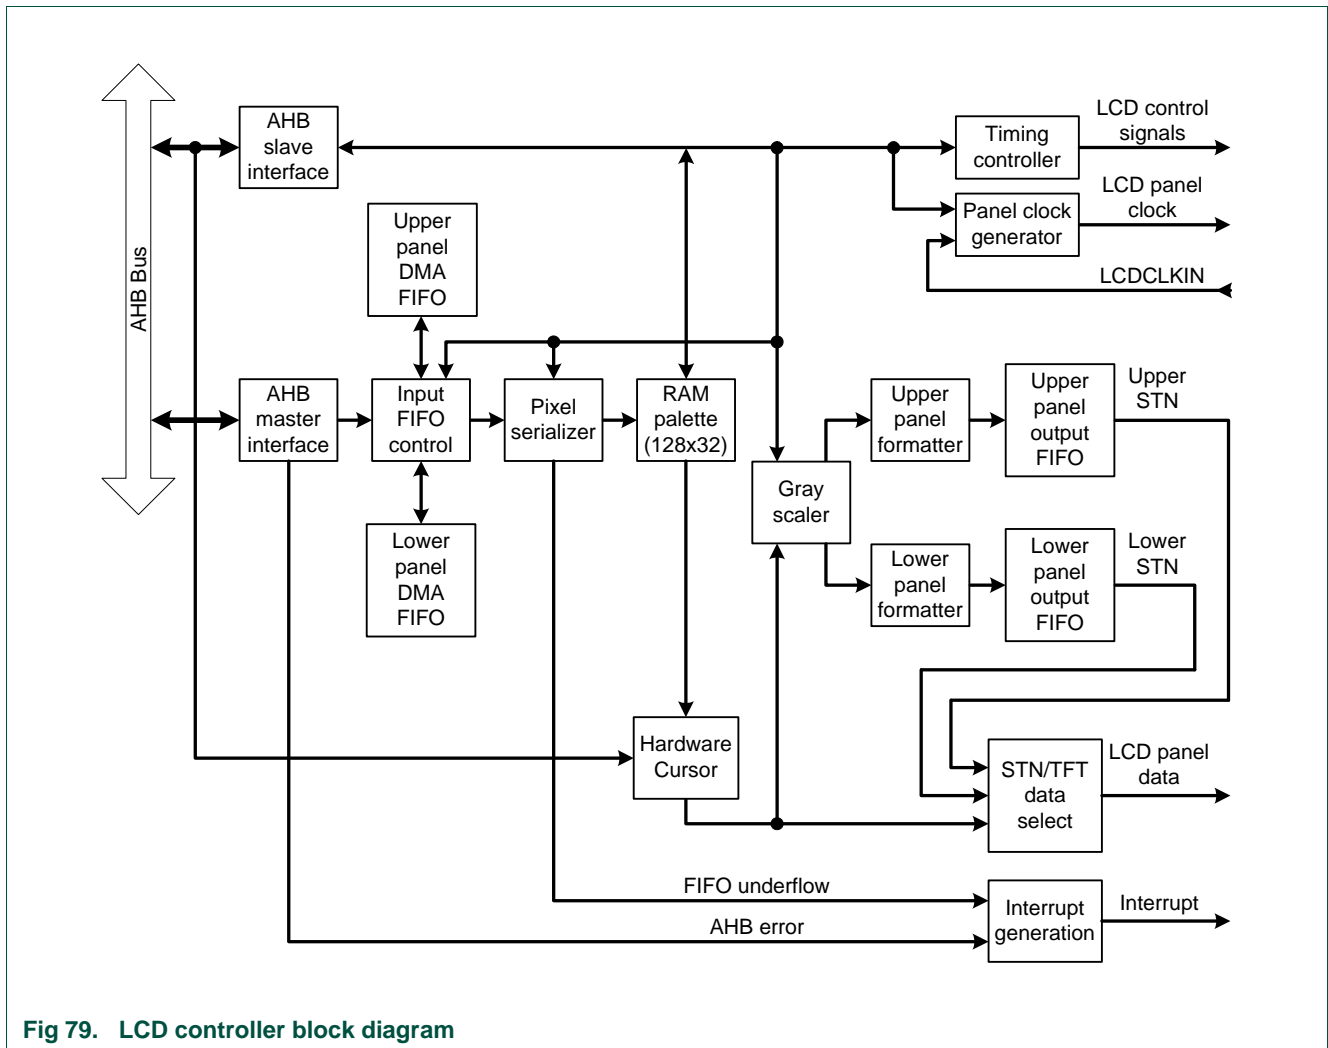 AHB Bus
AHB
slave
interface
Timing
controller
LCD control
signals
Panel clock
generator
LCD panel
clock
LCDCLKIN
Upper
panel
DMA
FIFO
AHB
master
interface
Input
FIFO
control
Pixel
serializer
RAM
palette
(128x32)
Lower
panel
DMA
FIFO
Gray
scaler
Upper
panel
formatter
Upper
panel
output
FIFO
Upper
STN
Lower
panel
formatter
Lower
panel
output
FIFO
Lower
STN
Hardware
Cursor
STN/TFT
data
select
LCD panel
data
FIFO underflow
AHB error
Interrupt
generation
Interrupt
Fig 79. LCD controller block diagram